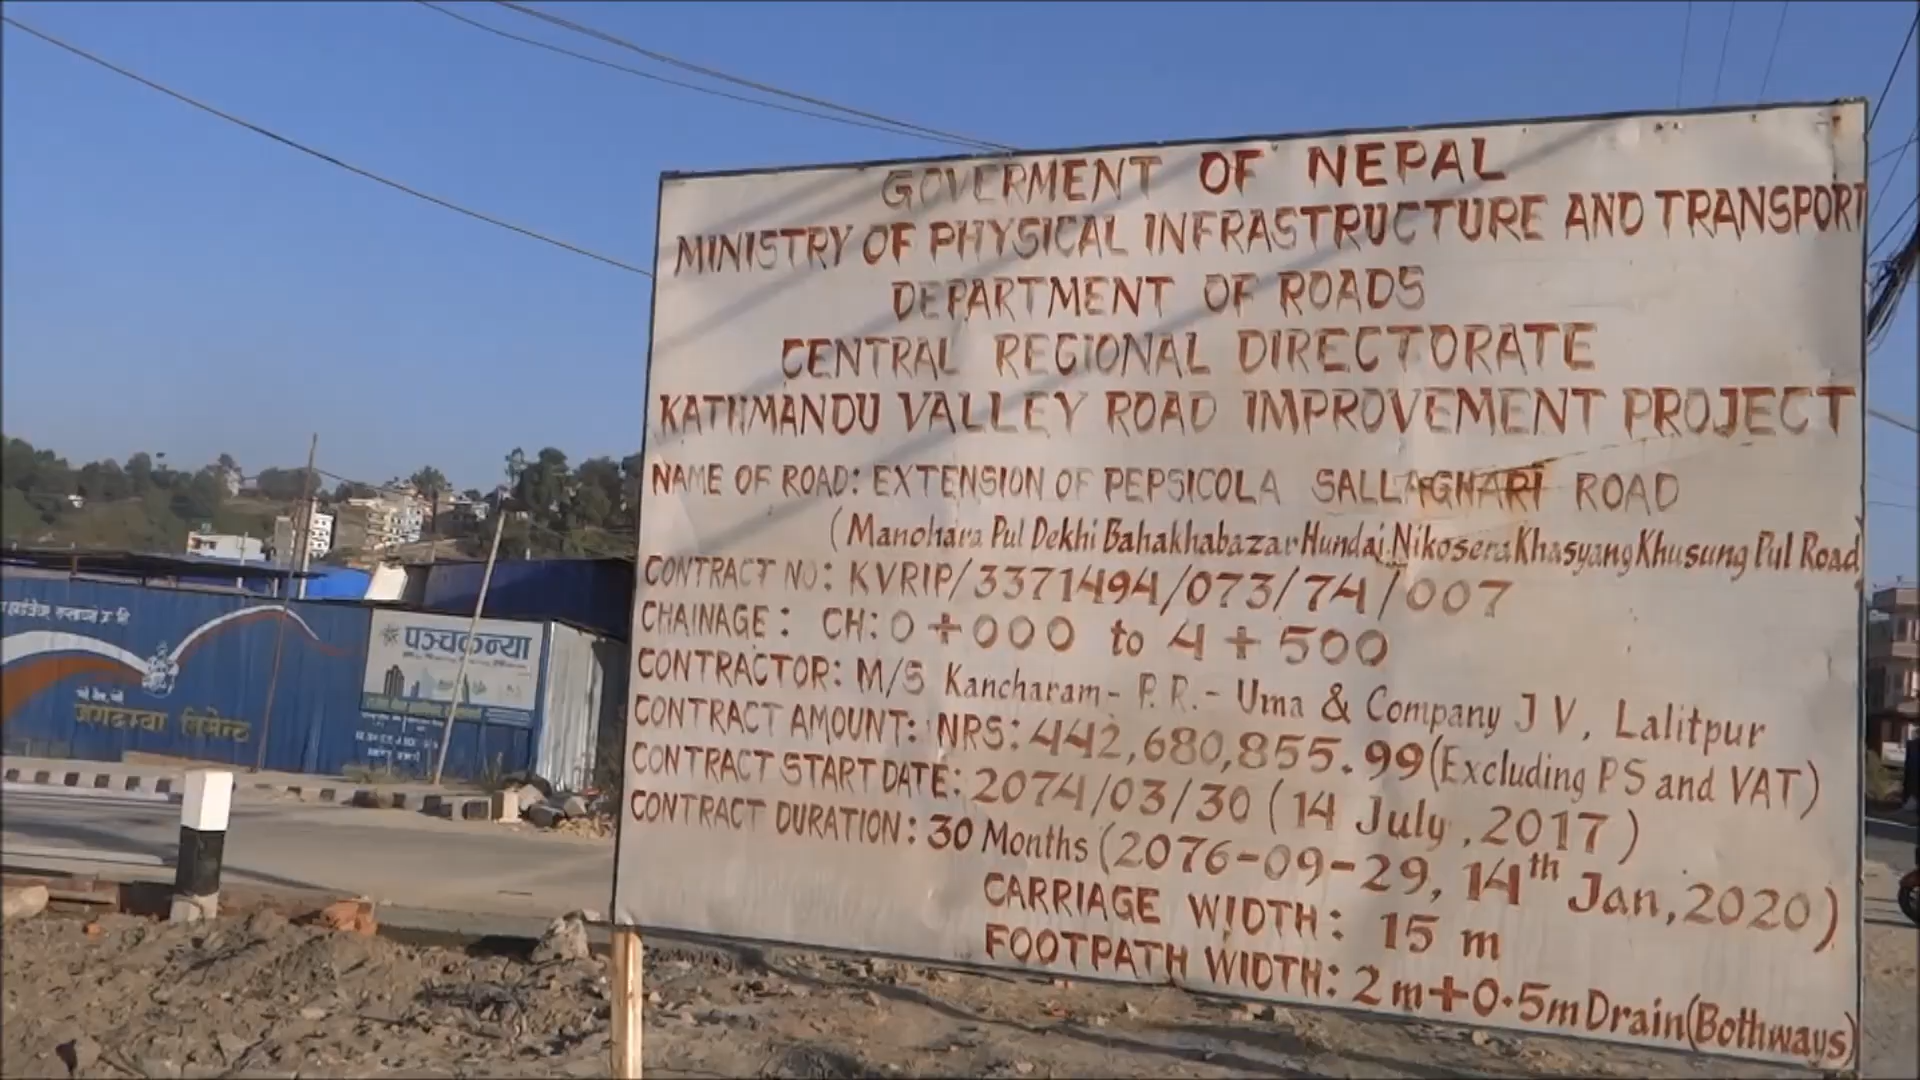 GOVERMENT OF NEPAL
MINISTRY OF PHYSICAL INFRASTRUCTURE AND TRANSPORT
DEPARTMENT OF ROADS
CENTRAL REGIONAL DIRECTORATE
KATHMANDU VALLEY ROAD IMPROVEMENT PROJECT
NAME OF ROAD: EXTENSION OF PEPSICOLA SALLAGHARI ROAD
(Manohara Pul Dekhi Bahakhabazar Hundai Nikosera Khasyang Khusung Pul Road)
CONTRACT NO: KVRIP/3371494/073/74/007
CHAINAGE: CH: 0+000 to 4+500
CONTRACTOR: M/S Kancharam - P. R. - Uma & Company J V, Lalitpur
CONTRACT AMOUNT: NRS: 442,680,855.99 (Excluding PS and VAT)
CONTRACT START DATE: 2074/03/30 (14 July, 2017)
CONTRACT DURATION: 30 Months (2076-09-29, 14th Jan, 2020)
CARRIAGE WIDTH: 15 m
FOOTPATH WIDTH: 2m+0.5m Drain (Bothways)
पञ्चकन्या
जगदम्बा सिमेन्ट